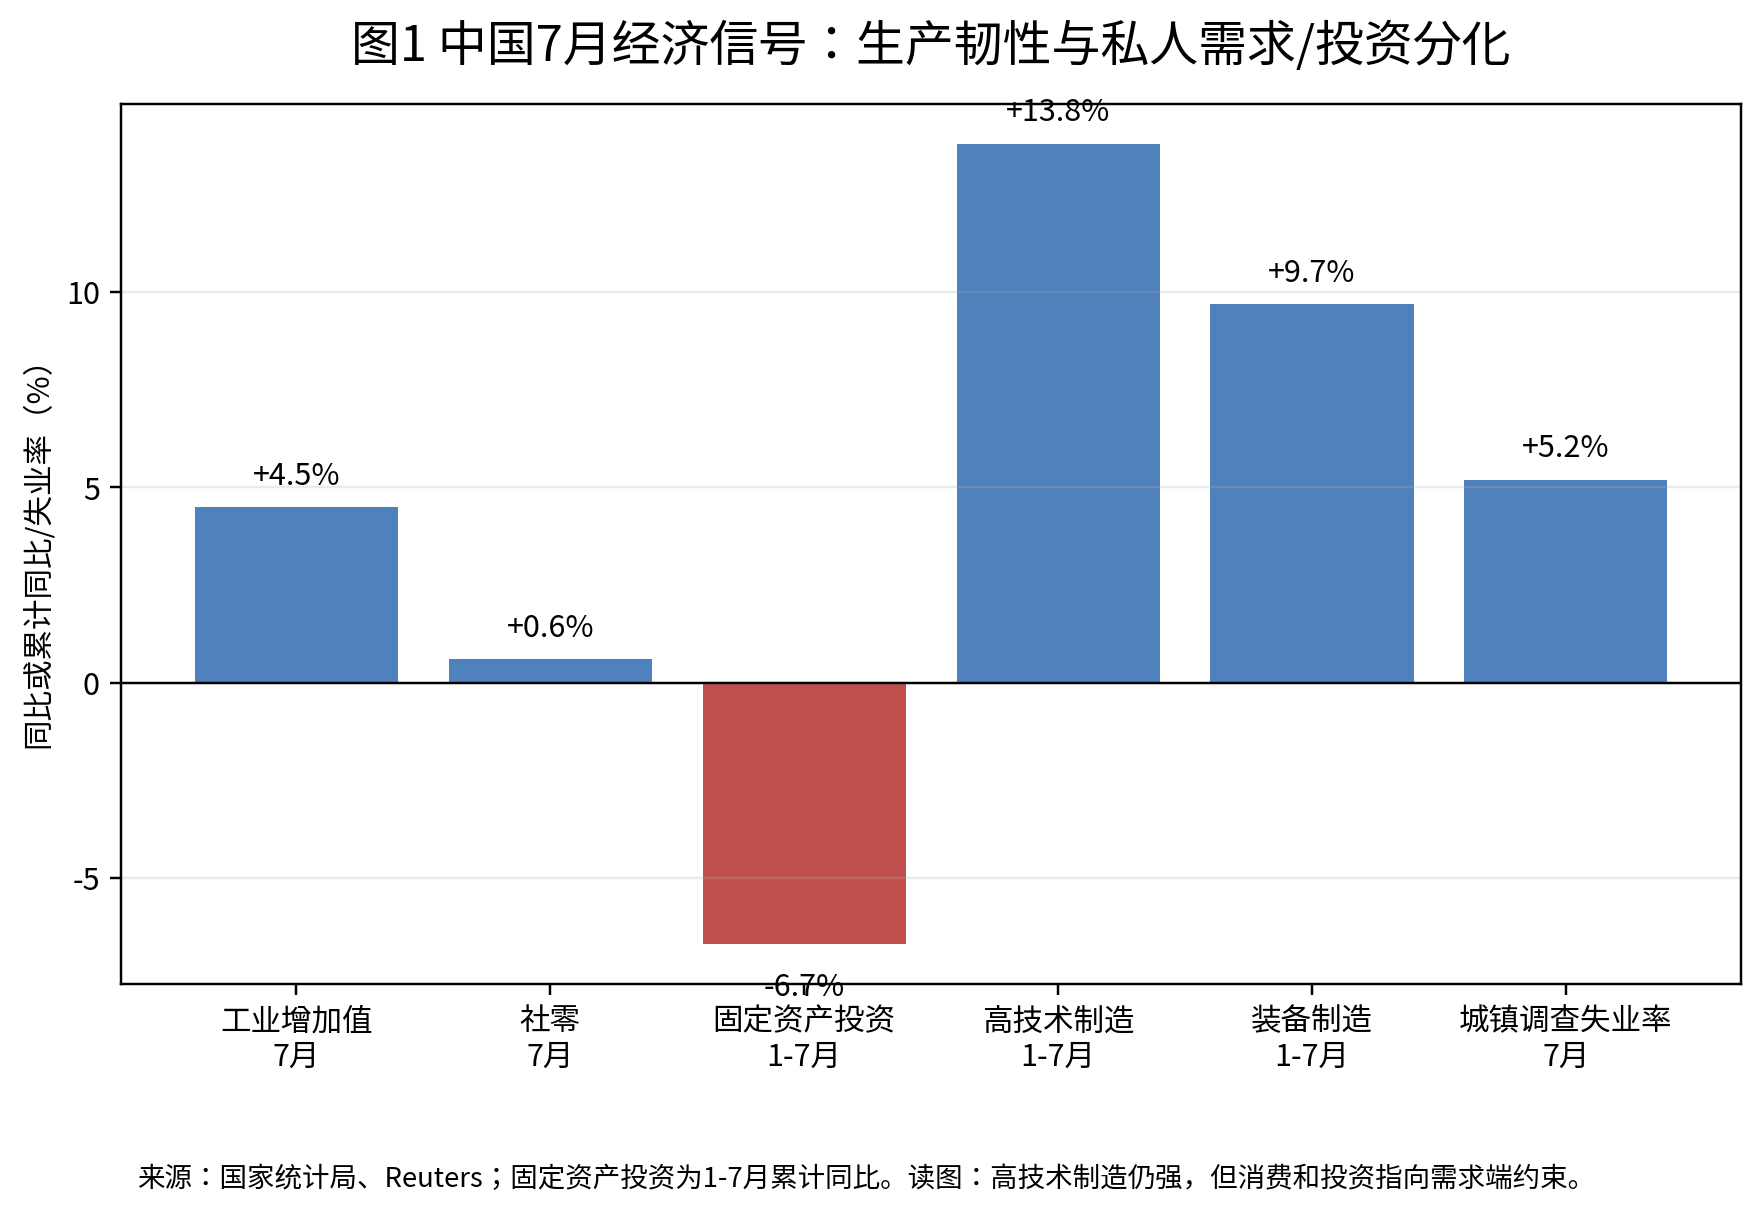 图1 中国7月经济信号：生产韧性与私人需求/投资分化
同比或累计同比/失业率（%）
10
5
0
-5
+4.5%
+0.6%
-6.7%
+13.8%
+9.7%
+5.2%
工业增加值
7月
社零
7月
固定资产投资
1-7月
高技术制造
1-7月
装备制造
1-7月
城镇调查失业率
7月
来源：国家统计局、Reuters；固定资产投资为1-7月累计同比。读图：高技术制造仍强，但消费和投资指向需求端约束。